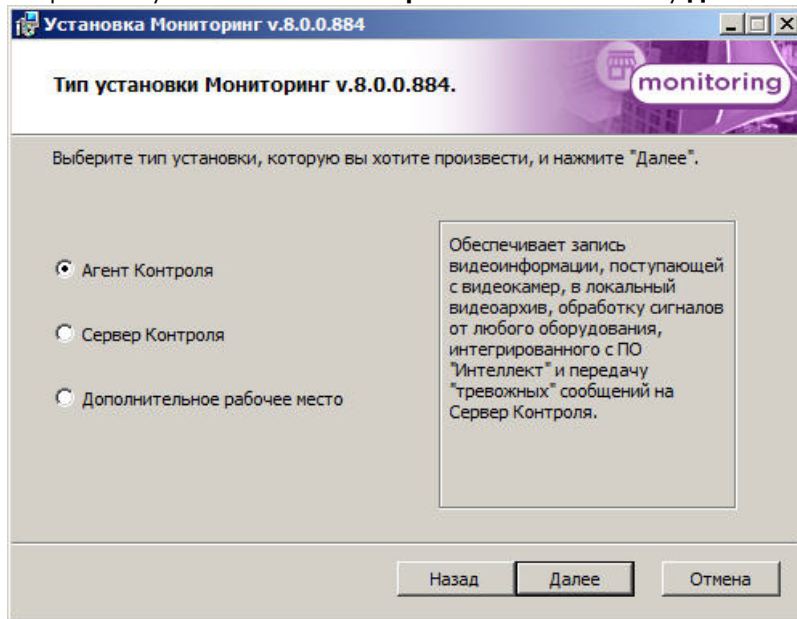 Установка Мониторинг v.8.0.0.884
Тип установки Мониторинг v.8.0.0.884.
monitoring
Выберите тип установки, которую вы хотите произвести, и нажмите "Далее".
Агент Контроля
Сервер Контроля
Дополнительное рабочее место
Обеспечивает запись
видеоинформации, поступающей
с видеокамер, в локальный
видеоархив, обработку сигналов
от любого оборудования,
интегрированного с ПО
"Интеллект" и передачу
"тревожных" сообщений на
Сервер Контроля.
Назад
Далее
Отмена